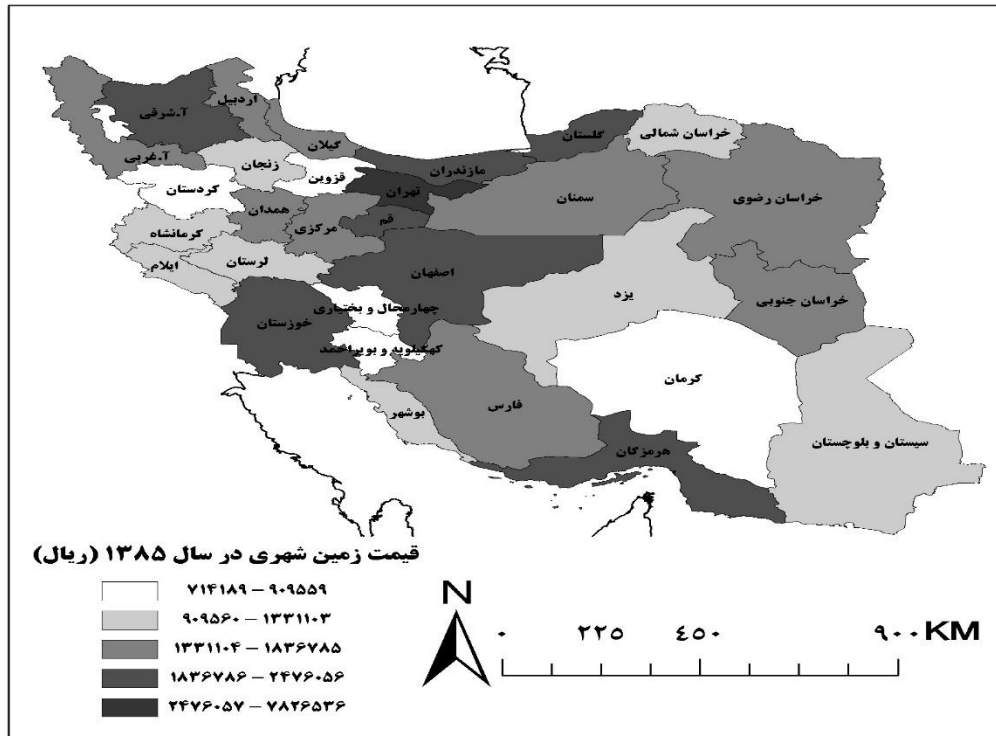 اردبیل
آ.شرقی
گلستان
خراسان شمالی
گیلان
آ.غربی
زنجان
مازندران
قزوین
تهران
کردستان
سمنان
خراسان رضوی
همدان
قم
مرکزی
کرمانشاه
لرستان
ایلام
اصفهان
یزد
خراسان جنوبی
چهارمحال و بختیاری
خوزستان
کهگیلویه و بویراحمد
کرمان
فارس
بوشهر
سیستان و بلوچستان
هرمزگان
قیمت زمین شهری در سال ۱۳۸۵ (ریال)
۷۱۴۱۸۹ – ۹۰۹۵۵۹
۹۰۹۵۶۰ – ۱۳۳۱۱۰۳
۱۳۳۱۱۰۴ – ۱۸۳۶۷۸۵
۱۸۳۶۷۸۶ – ۲۴۷۶۰۵۶
۲۴۷۶۰۵۷ – ۷۸۲۶۵۳۶
N
۰ ۲۲۵ ۴۵۰ ۹۰۰ KM